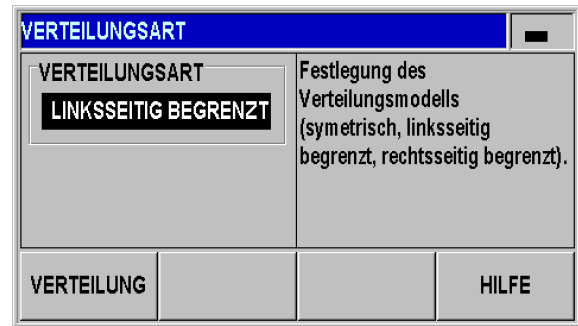 VERTEILUNGSART
VERTEILUNGSART
LINKSSEITIG BEGRENZT
Festlegung des
Verteilungsmodells
(symetrisch, linksseitig
begrenzt, rechtsseitig begrenzt).
VERTEILUNG
HILFE